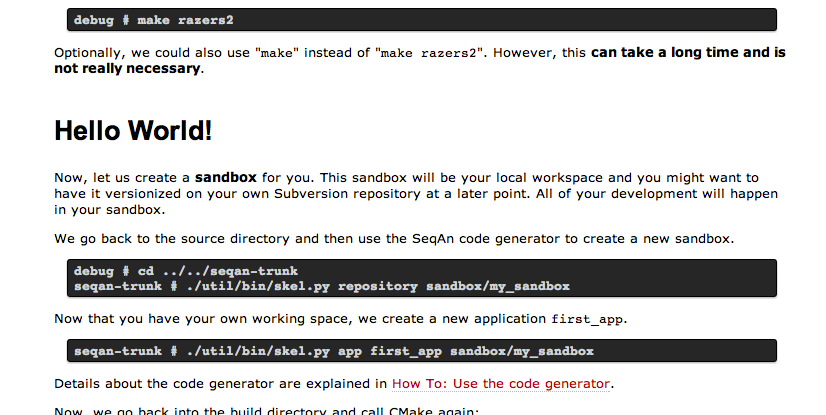 debug # make razers2
Optionally, we could also use "make" instead of "make razers2". However, this can take a long time and is
not really necessary.
Hello World!
Now, let us create a sandbox for you. This sandbox will be your local workspace and you might want to
have it versionized on your own Subversion repository at a later point. All of your development will happen
in your sandbox.
We go back to the source directory and then use the SeqAn code generator to create a new sandbox.
debug # cd ../../seqan-trunk
seqan-trunk # ./util/bin/skel.py repository sandbox/my_sandbox
Now that you have your own working space, we create a new application first_app.
seqan-trunk # ./util/bin/skel.py app first_app sandbox/my_sandbox
Details about the code generator are explained in How To: Use the code generator.
Now, we go back into the build directory and call CMake again: